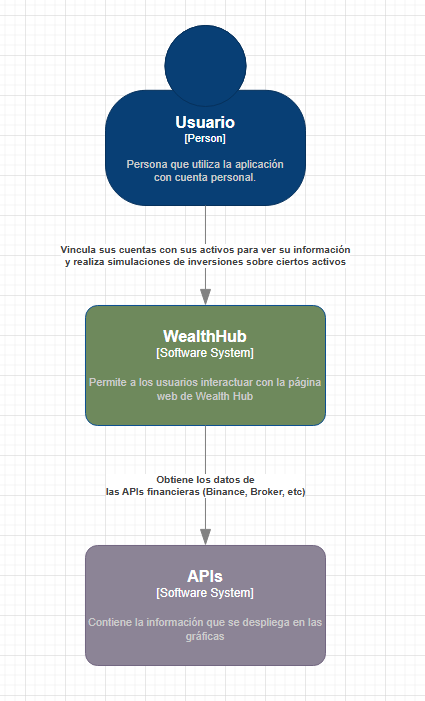 Usuario
[Person]
Persona que utiliza la aplicación
con cuenta personal.
Vincula sus cuentas con sus activos para ver su información
y realiza simulaciones de inversiones sobre ciertos activos
WealthHub
[Software System]
Permite a los usuarios interactuar con la página
web de Wealth Hub
Obtiene los datos de
las APIs financieras (Binance, Broker, etc)
APIs
[Software System]
Contiene la información que se despliega en las
gráficas